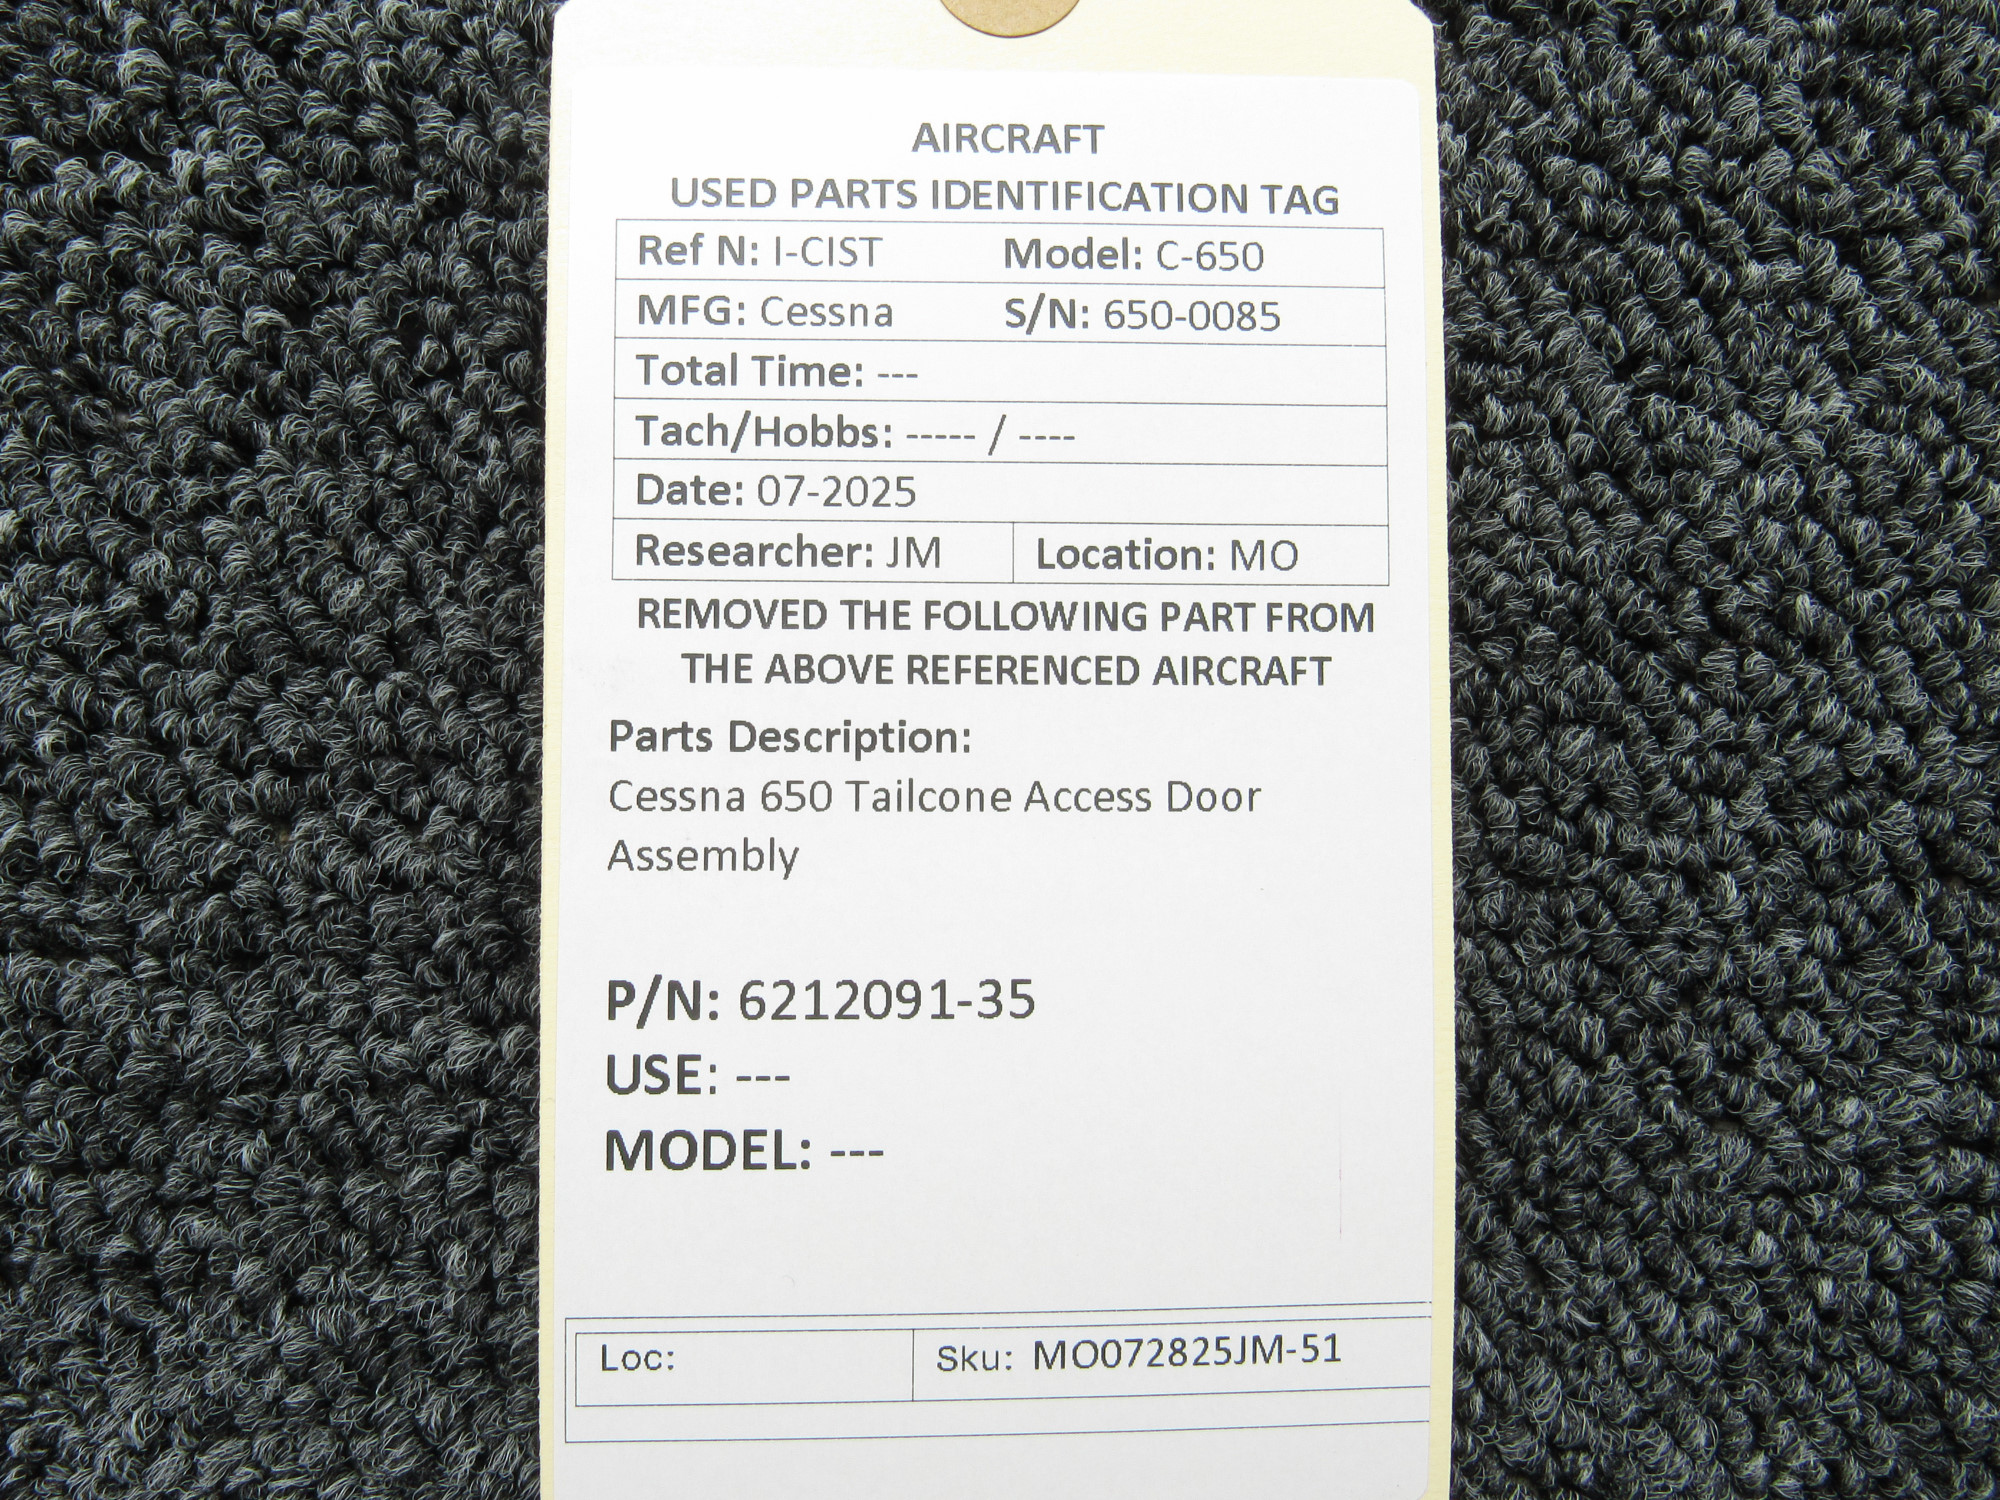 AIRCRAFT
USED PARTS IDENTIFICATION TAG
Ref N: I-CIST Model: C-650
MFG: Cessna S/N: 650-0085
Total Time: ---
Tach/Hobbs: ----- / ----
Date: 07-2025
Researcher: JM Location: MO
REMOVED THE FOLLOWING PART FROM
THE ABOVE REFERENCED AIRCRAFT
Parts Description:
Cessna 650 Tailcone Access Door
Assembly
P/N: 6212091-35
USE: ---
MODEL: ---
Loc: Sku: MO072825JM-51